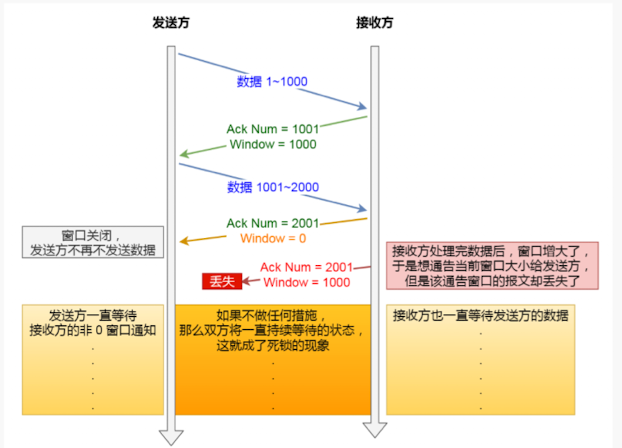 发送方
接收方
数据 1~1000
Ack Num = 1001
Window = 1000
数据 1001~2000
Ack Num = 2001
Window = 0
窗口关闭，
发送方不再不发送数据
接收方处理完数据后，窗口增大了，
于是想通告当前窗口大小给发送方，
但是该通告窗口的报文却丢失了
Ack Num = 2001
Window = 1000
丢失
发送方一直等待
接收方的非 0 窗口通知
.
.
.
.
.
如果不做任何措施，
那么双方将一直持续等待的状态，
这就成了死锁的现象
.
.
.
.
接收方也一直等待发送方的数据
.
.
.
.
.